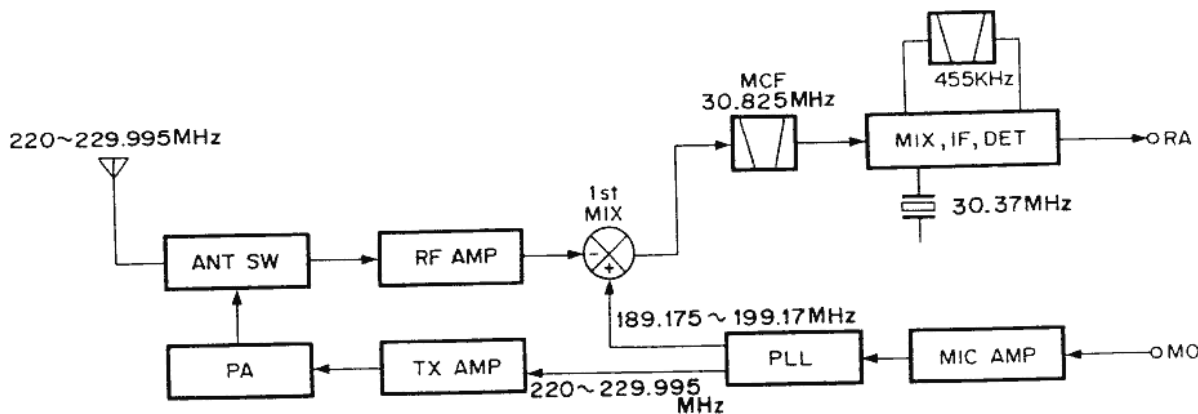 455KHz
MCF
30.825MHz
MIX, IF, DET
RA
30.37MHz
220~229.995MHz
1st
MIX
ANT SW
RF AMP
-
+
189.175~199.17MHz
PA
TX AMP
PLL
MIC AMP
MO
220~229.995
MHz